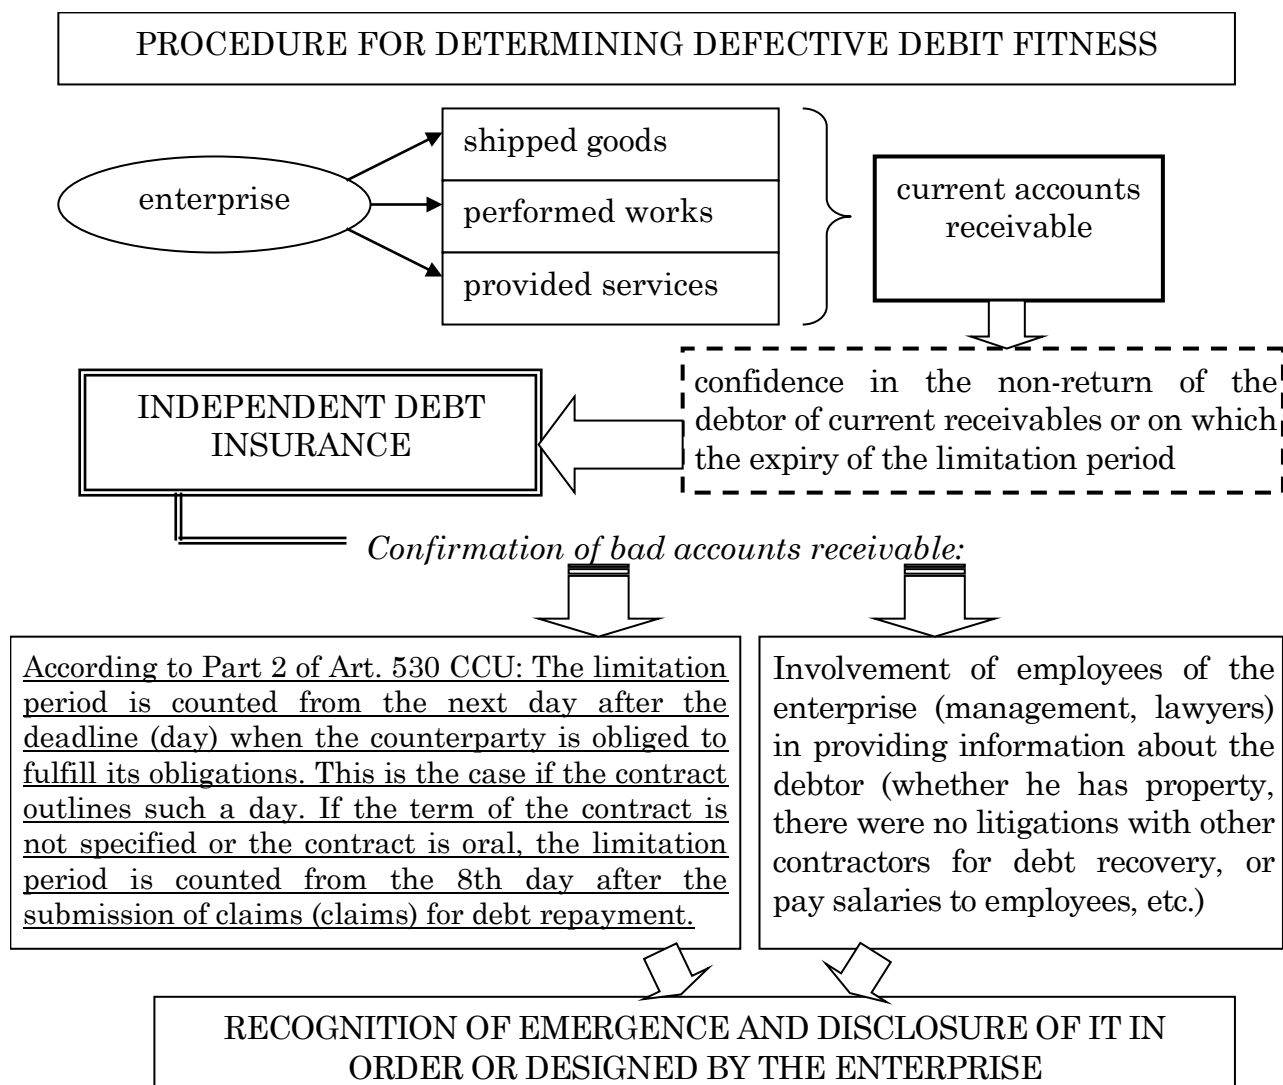 PROCEDURE FOR DETERMINING DEFECTIVE DEBIT FITNESS
enterprise
shipped goods
performed works
provided services
current accounts
receivable
confidence in the non-return of the
debtor of current receivables or on which
the expiry of the limitation period
INDEPENDENT DEBT
INSURANCE
Confirmation of bad accounts receivable:
According to Part 2 of Art. 530 CCU: The limitation
period is counted from the next day after the
deadline (day) when the counterparty is obliged to
fulfill its obligations. This is the case if the contract
outlines such a day. If the term of the contract is
not specified or the contract is oral, the limitation
period is counted from the 8th day after the
submission of claims (claims) for debt repayment.
Involvement of employees of the
enterprise (management, lawyers)
in providing information about the
debtor (whether he has property,
there were no litigations with other
contractors for debt recovery, or
pay salaries to employees, etc.)
RECOGNITION OF EMERGENCE AND DISCLOSURE OF IT IN
ORDER OR DESIGNED BY THE ENTERPRISE